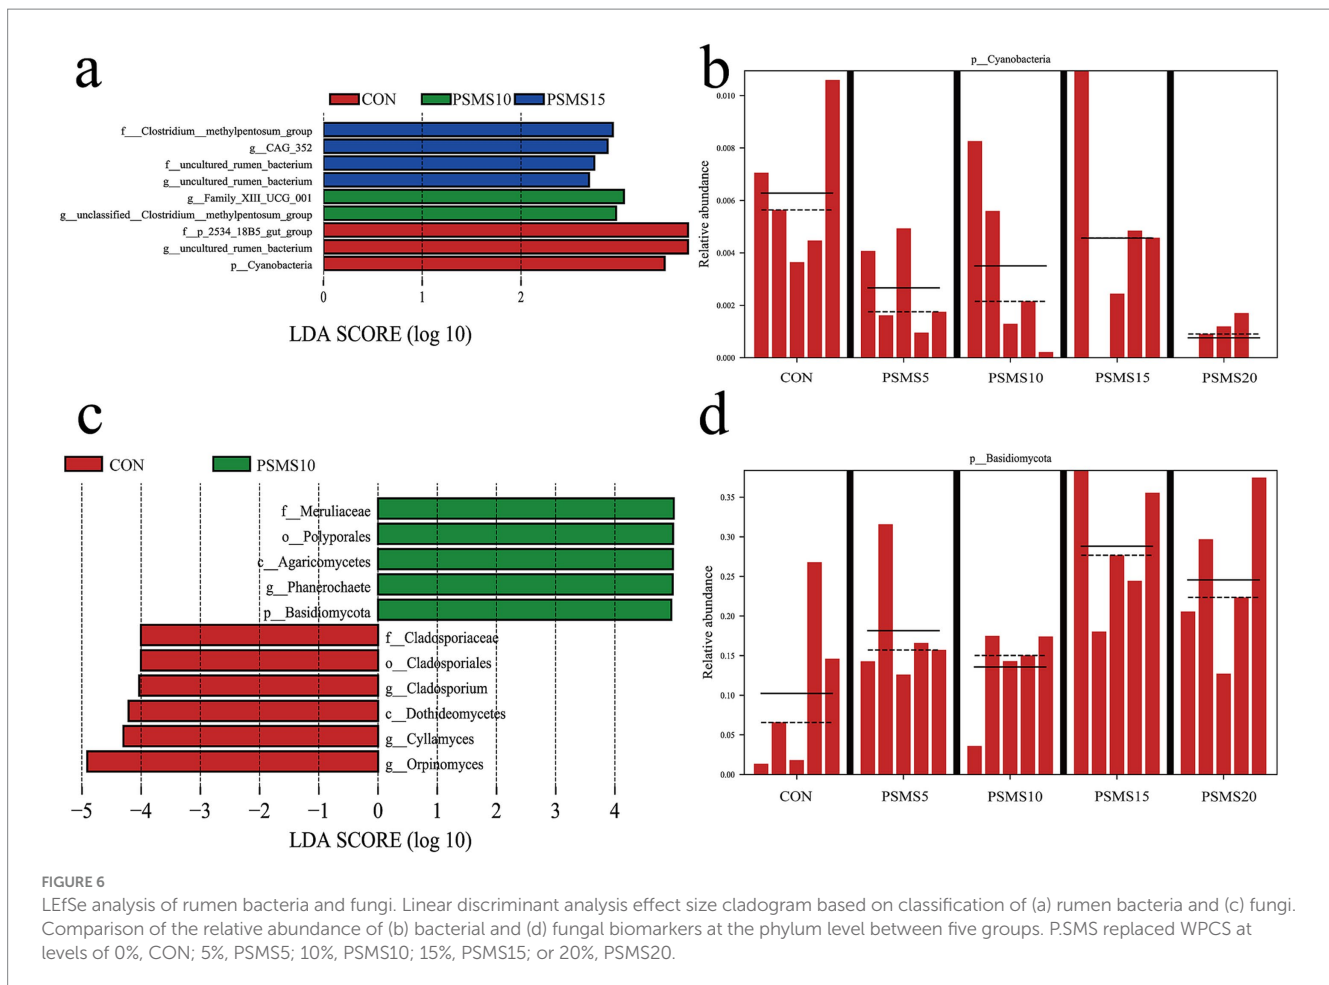 a
CON PSMS10 PSMS15
f___Clostridium__methylpentosum_group
g__CAG_352
f__uncultured_rumen_bacterium
g__uncultured_rumen_bacterium
g__Family_XIII_UCG_001
g__unclassified__Clostridium__methylpentosum_group
f__p_2534_18B5_gut_group
g__uncultured_rumen_bacterium
p__Cyanobacteria
0 1 2
LDA SCORE (log 10)
b
p__Cyanobacteria
Relative abundance
0.010
0.008
0.006
0.004
0.002
0.000
CON PSMS5 PSMS10 PSMS15 PSMS20
c
CON PSMS10
f__Meruliaceae
o__Polyporales
c__Agaricomycetes
g__Phanerochaete
p__Basidiomycota
f__Cladosporiaceae
o__Cladosporiales
g__Cladosporium
c__Dothideomycetes
g__Cyllamyces
g__Orpinomyces
−5 −4 −3 −2 −1 0 1 2 3 4
LDA SCORE (log 10)
d
p__Basidiomycota
Relative abundance
0.35
0.30
0.25
0.20
0.15
0.10
0.05
0.00
CON PSMS5 PSMS10 PSMS15 PSMS20
FIGURE 6
LEfSe analysis of rumen bacteria and fungi. Linear discriminant analysis effect size cladogram based on classification of (a) rumen bacteria and (c) fungi.
Comparison of the relative abundance of (b) bacterial and (d) fungal biomarkers at the phylum level between five groups. P.SMS replaced WPCS at
levels of 0%, CON; 5%, PSMS5; 10%, PSMS10; 15%, PSMS15; or 20%, PSMS20.